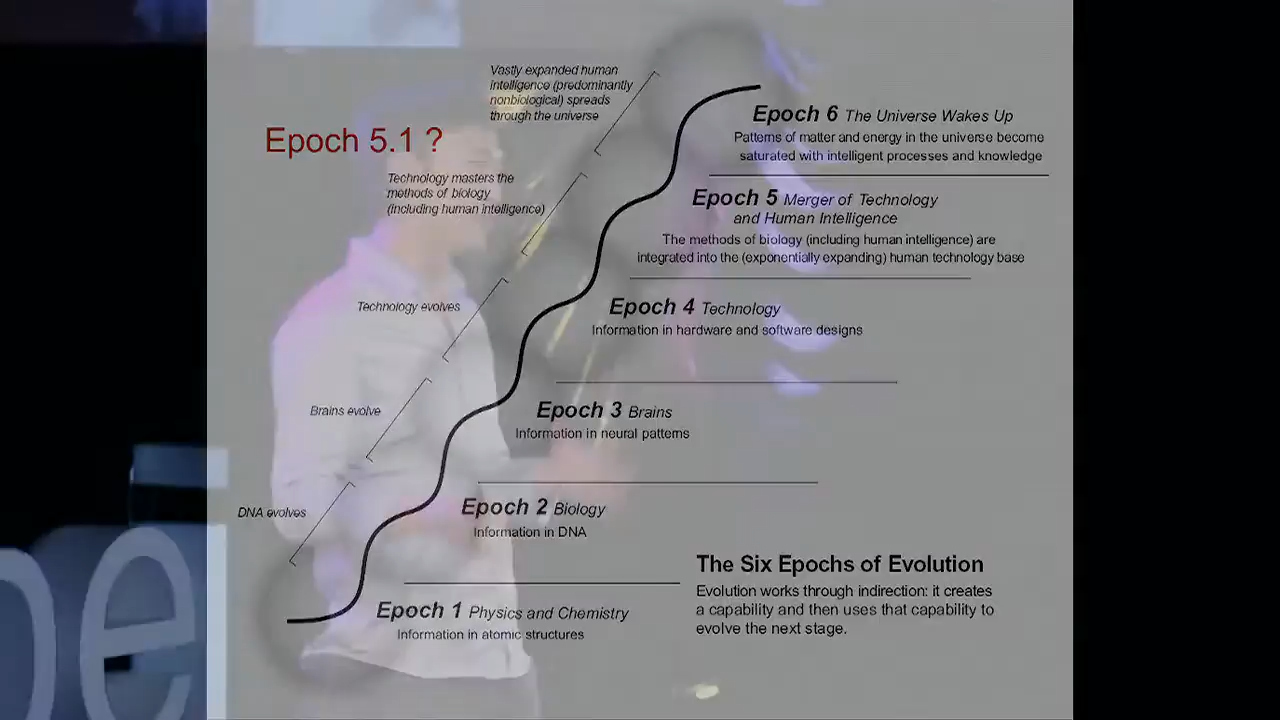 Vastly expanded human
intelligence (predominantly
nonbiological) spreads
through the universe
Epoch 6 The Universe Wakes Up
Patterns of matter and energy in the universe become
saturated with intelligent processes and knowledge
Epoch 5.1 ?
Technology masters the
methods of biology
(including human intelligence)
Epoch 5 Merger of Technology
and Human Intelligence
The methods of biology (including human intelligence) are
integrated into the (exponentially expanding) human technology base
Technology evolves
Epoch 4 Technology
Information in hardware and software designs
Brains evolve
Epoch 3 Brains
Information in neural patterns
DNA evolves
Epoch 2 Biology
Information in DNA
The Six Epochs of Evolution
Evolution works through indirection: it creates
a capability and then uses that capability to
evolve the next stage.
Epoch 1 Physics and Chemistry
Information in atomic structures